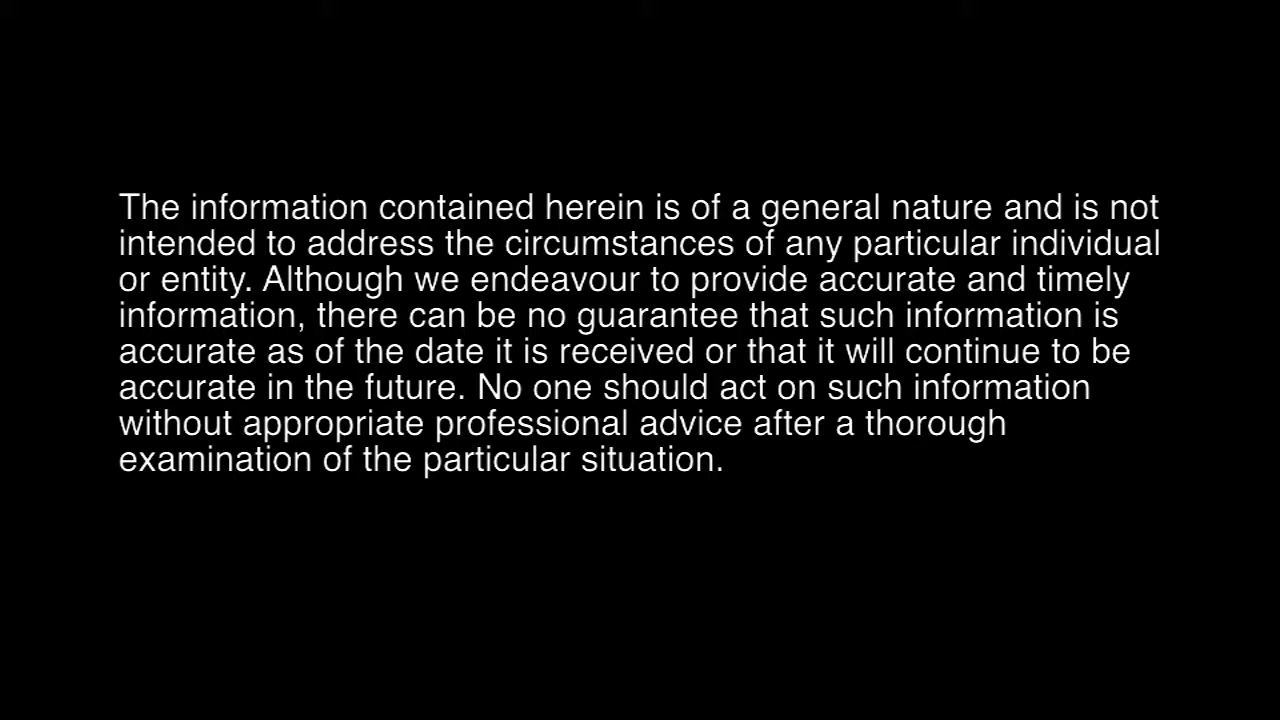 The information contained herein is of a general nature and is not
intended to address the circumstances of any particular individual
or entity. Although we endeavour to provide accurate and timely
information, there can be no guarantee that such information is
accurate as of the date it is received or that it will continue to be
accurate in the future. No one should act on such information
without appropriate professional advice after a thorough
examination of the particular situation.